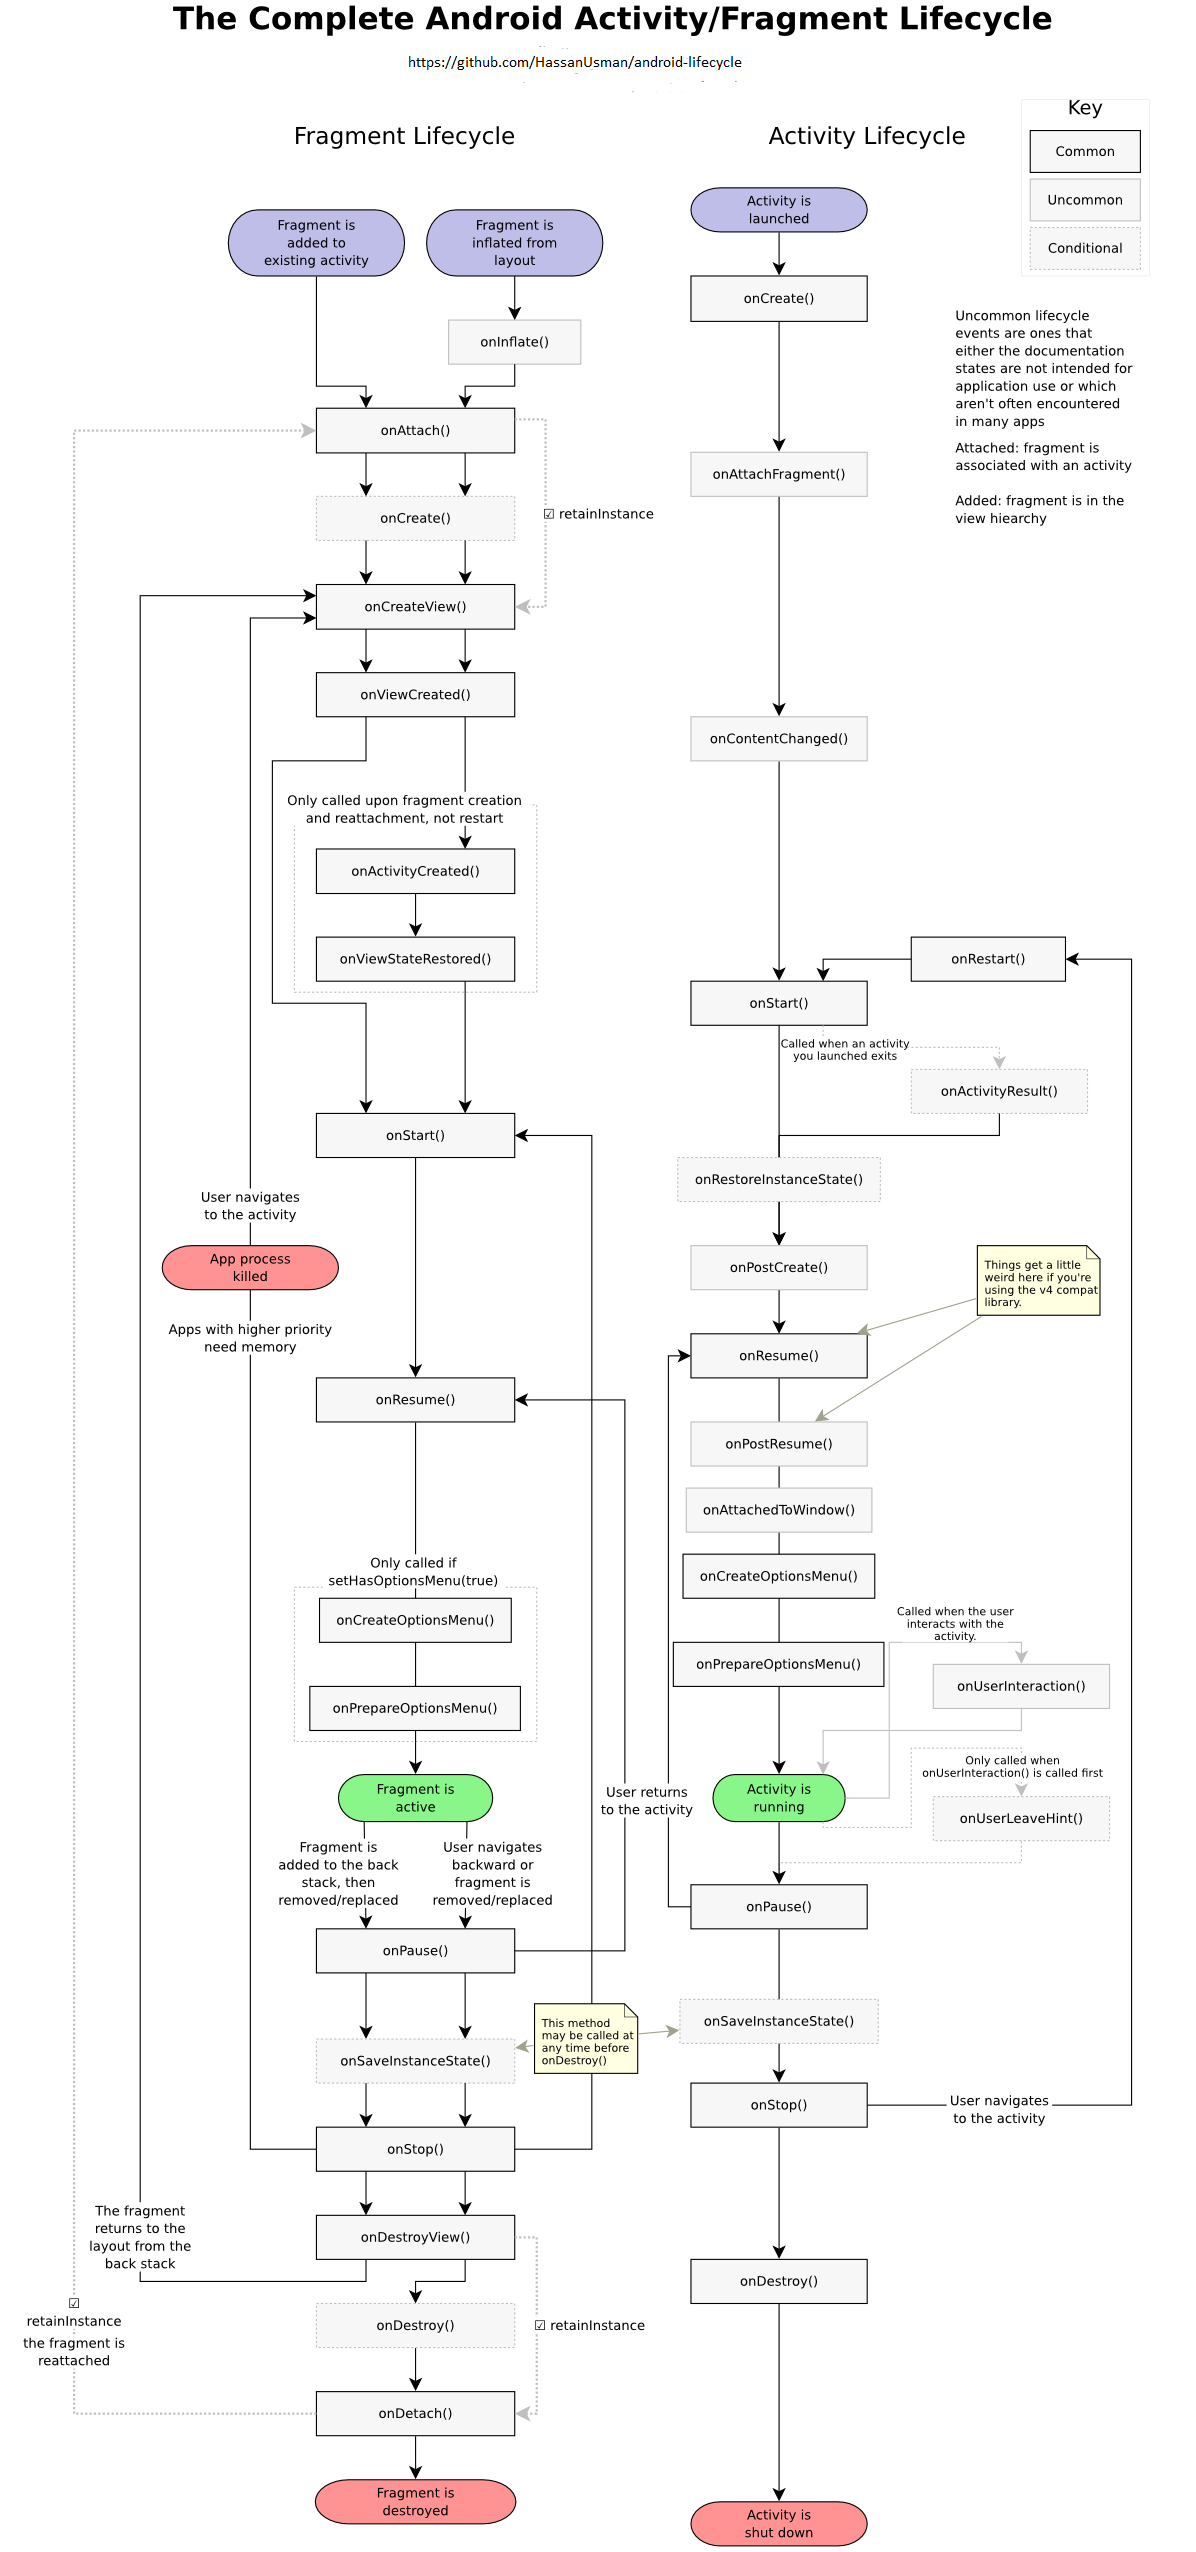 The Complete Android Activity/Fragment Lifecycle
https://github.com/HassanUsman/android-lifecycle
Fragment Lifecycle
Activity Lifecycle
Key
Common
Uncommon
Conditional
Uncommon lifecycle
events are ones that
either the documentation
states are not intended for
application use or which
aren't often encountered
in many apps
Attached: fragment is
associated with an activity
Added: fragment is in the
view hiearchy
Fragment is
added to
existing activity
Fragment is
inflated from
layout
onInflate()
onAttach()
☑ retainInstance
onCreate()
onCreateView()
onViewCreated()
Only called upon fragment creation
and reattachment, not restart
onActivityCreated()
onViewStateRestored()
onStart()
User navigates
to the activity
App process
killed
Apps with higher priority
need memory
onResume()
Only called if
setHasOptionsMenu(true)
onCreateOptionsMenu()
onPrepareOptionsMenu()
Fragment is
active
User returns
to the activity
Fragment is
added to the back
stack, then
removed/replaced
User navigates
backward or
fragment is
removed/replaced
onPause()
onSaveInstanceState()
This method
may be called at
any time before
onDestroy()
onStop()
The fragment
returns to the
layout from the
back stack
onDestroyView()
☑
retainInstance
the fragment is
reattached
onDestroy()
☑ retainInstance
onDetach()
Fragment is
destroyed
Activity is
launched
onCreate()
onAttachFragment()
onContentChanged()
onRestart()
onStart()
Called when an activity
you launched exits
onActivityResult()
onRestoreInstanceState()
onPostCreate()
Things get a little
weird here if you're
using the v4 compat
library.
onResume()
onPostResume()
onAttachedToWindow()
onCreateOptionsMenu()
Called when the user
interacts with the
activity.
onPrepareOptionsMenu()
onUserInteraction()
Only called when
onUserInteraction() is called first
Activity is
running
onUserLeaveHint()
onPause()
onSaveInstanceState()
onStop()
User navigates
to the activity
onDestroy()
Activity is
shut down